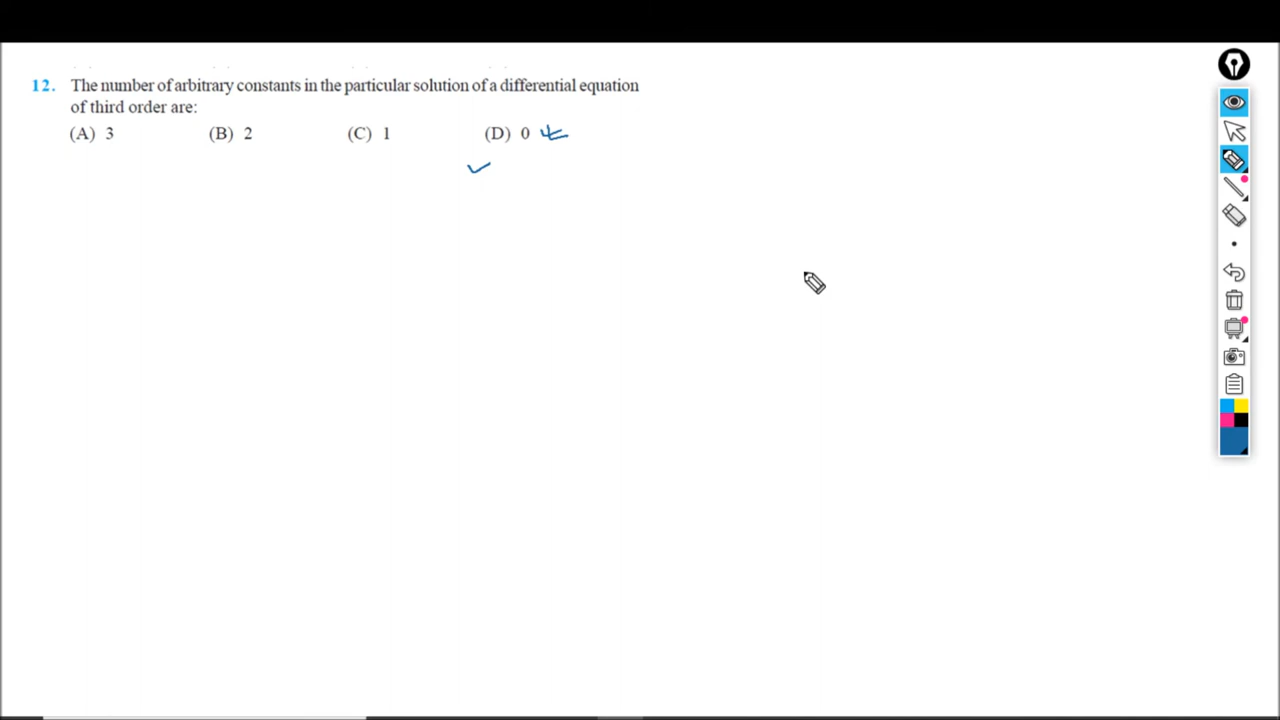 12. The number of arbitrary constants in the particular solution of a differential equation
of third order are:
(A) 3 (B) 2 (C) 1 (D) 0